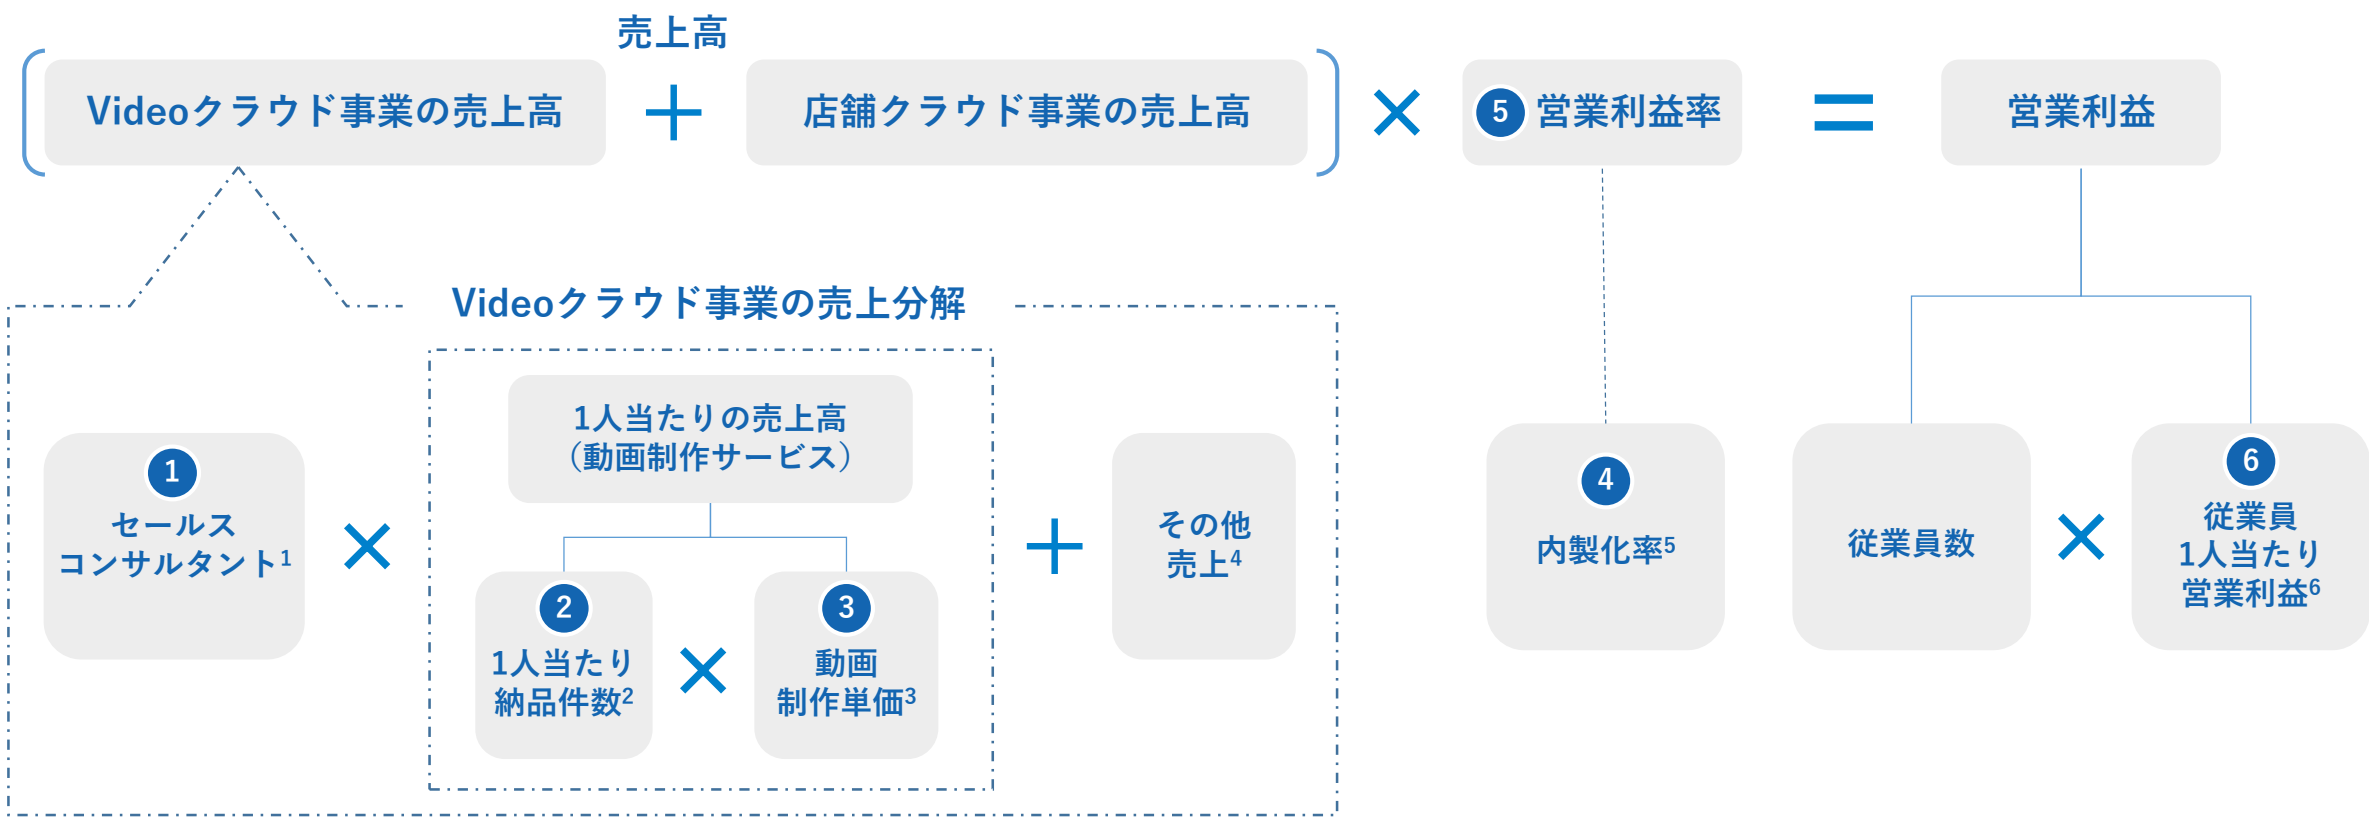 売上高
Videoクラウド事業の売上高
＋
店舗クラウド事業の売上高
×
5 営業利益率
＝
営業利益
Videoクラウド事業の売上分解
1
セールス
コンサルタント1
×
1人当たりの売上高
（動画制作サービス）
2
1人当たり
納品件数2
×
3
動画
制作単価3
＋
その他
売上4
4
内製化率5
従業員数
×
6
従業員
1人当たり
営業利益6